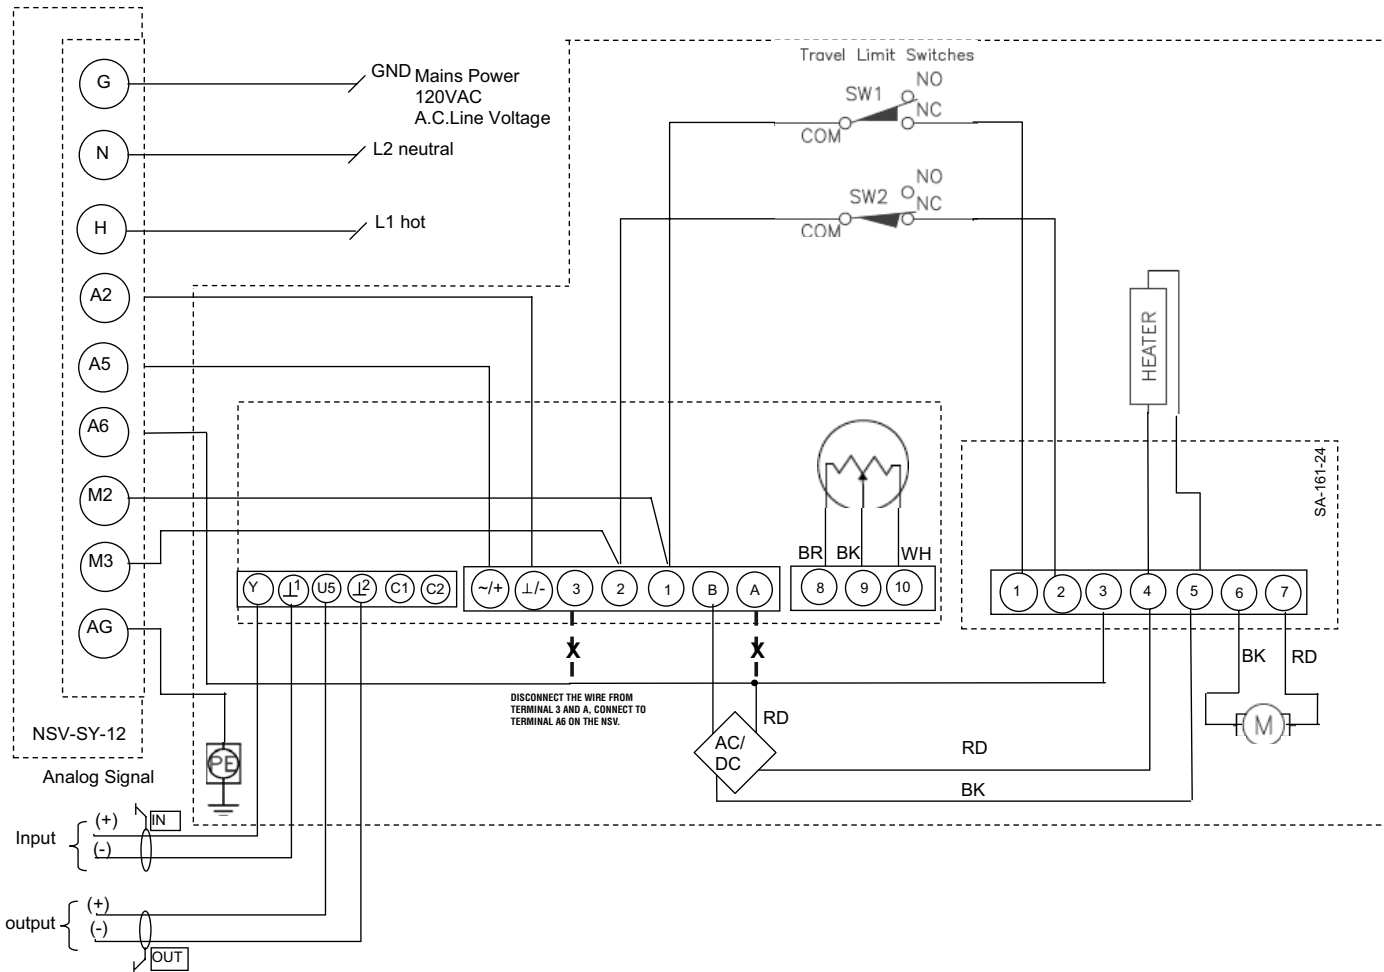 G
GND Mains Power
120VAC
A.C.Line Voltage
N
L2 neutral
H
L1 hot
A2
A5
A6
M2
M3
AG
NSV-SY-12
Travel Limit Switches
SW1
NO
NC
COM
SW2
NO
NC
COM
HEATER
SA-161-24
BR BK WH
Y ⊥1 U5 ⊥2 C1 C2
~/+ ⊥/- 3 2 1 B A
8 9 10
1 2 3 4 5 6 7
X X
DISCONNECT THE WIRE FROM
TERMINAL 3 AND A, CONNECT TO
TERMINAL A6 ON THE NSV.
RD
AC/
DC
RD
BK
BK RD
M
PE
Analog Signal
Input
(+)
(-)
IN
output
(+)
(-)
OUT